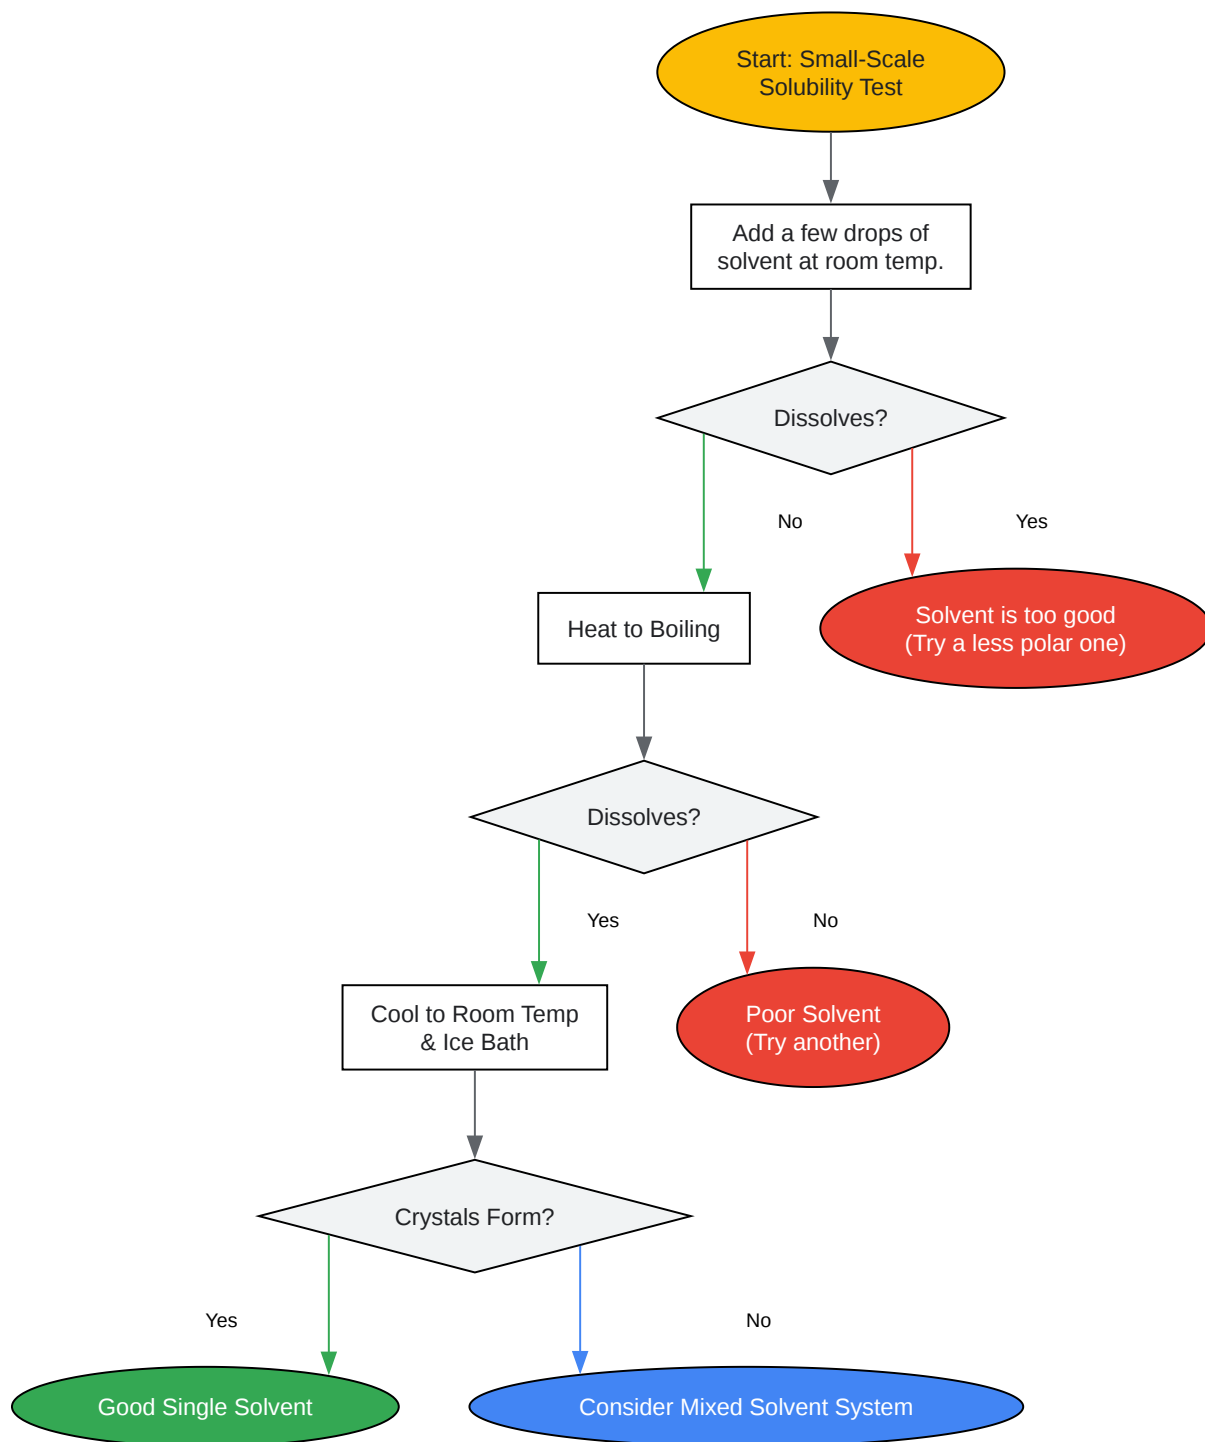 Start: Small-Scale
Solubility Test
Add a few drops of
solvent at room temp.
Dissolves?
No
Yes
Heat to Boiling
Solvent is too good
(Try a less polar one)
Dissolves?
Yes
No
Cool to Room Temp
& Ice Bath
Poor Solvent
(Try another)
Crystals Form?
Yes
No
Good Single Solvent
Consider Mixed Solvent System